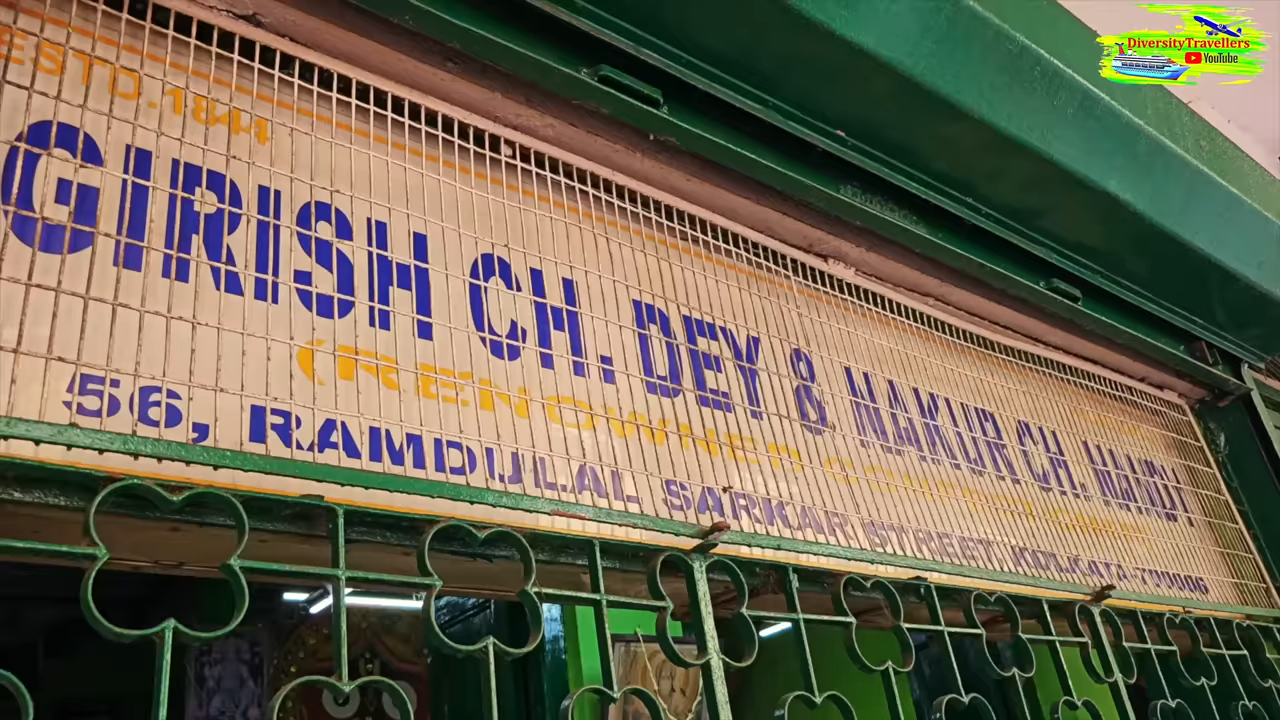 ESTD. 1844
GIRISH CH. DEY & NAKUR CH. NANDY
(RENOWNED
56, RAMDULAL SARKAR STREET, KOLKATA-700006
DiversityTravellers
YouTube